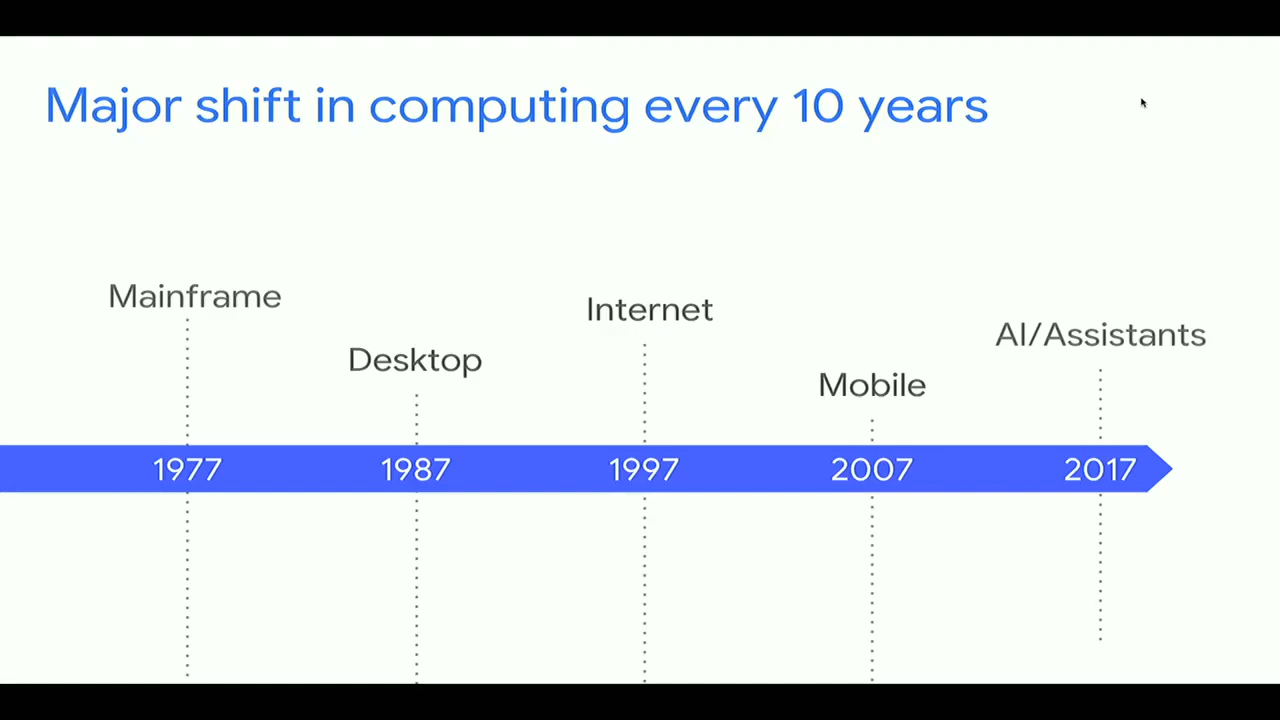 Major shift in computing every 10 years
Mainframe
Desktop
Internet
Mobile
AI/Assistants
1977
1987
1997
2007
2017